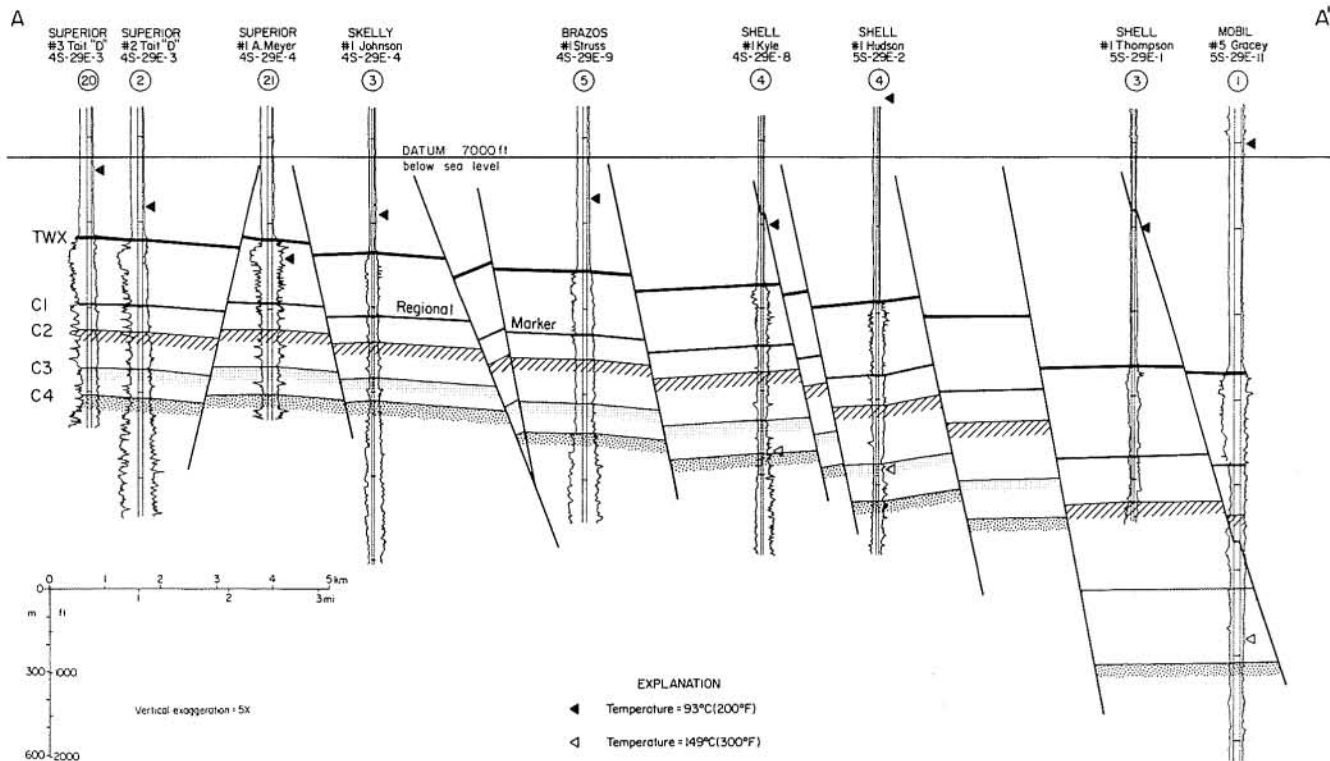 A
A'
SUPERIOR
#3 Tait "D"
4S-29E-3
20
SUPERIOR
#2 Tait "D"
4S-29E-3
2
SUPERIOR
#1 A. Meyer
4S-29E-4
21
SKELLY
#1 Johnson
4S-29E-4
3
BRAZOS
#1 Struss
4S-29E-9
5
SHELL
#1 Kyle
4S-29E-8
4
SHELL
#1 Hudson
5S-29E-2
4
SHELL
#1 Thompson
5S-29E-1
3
MOBIL
#5 Gracey
5S-29E-11
1
DATUM 7000 ft
below sea level
TWX
C1
Regional Marker
C2
C3
C4
0 1 2 3 4 5 km
0 1 2 3 mi
m ft
300 1000
600 2000
Vertical exaggeration = 5X
EXPLANATION
Temperature = 93°C (200°F)
Temperature = 149°C (300°F)